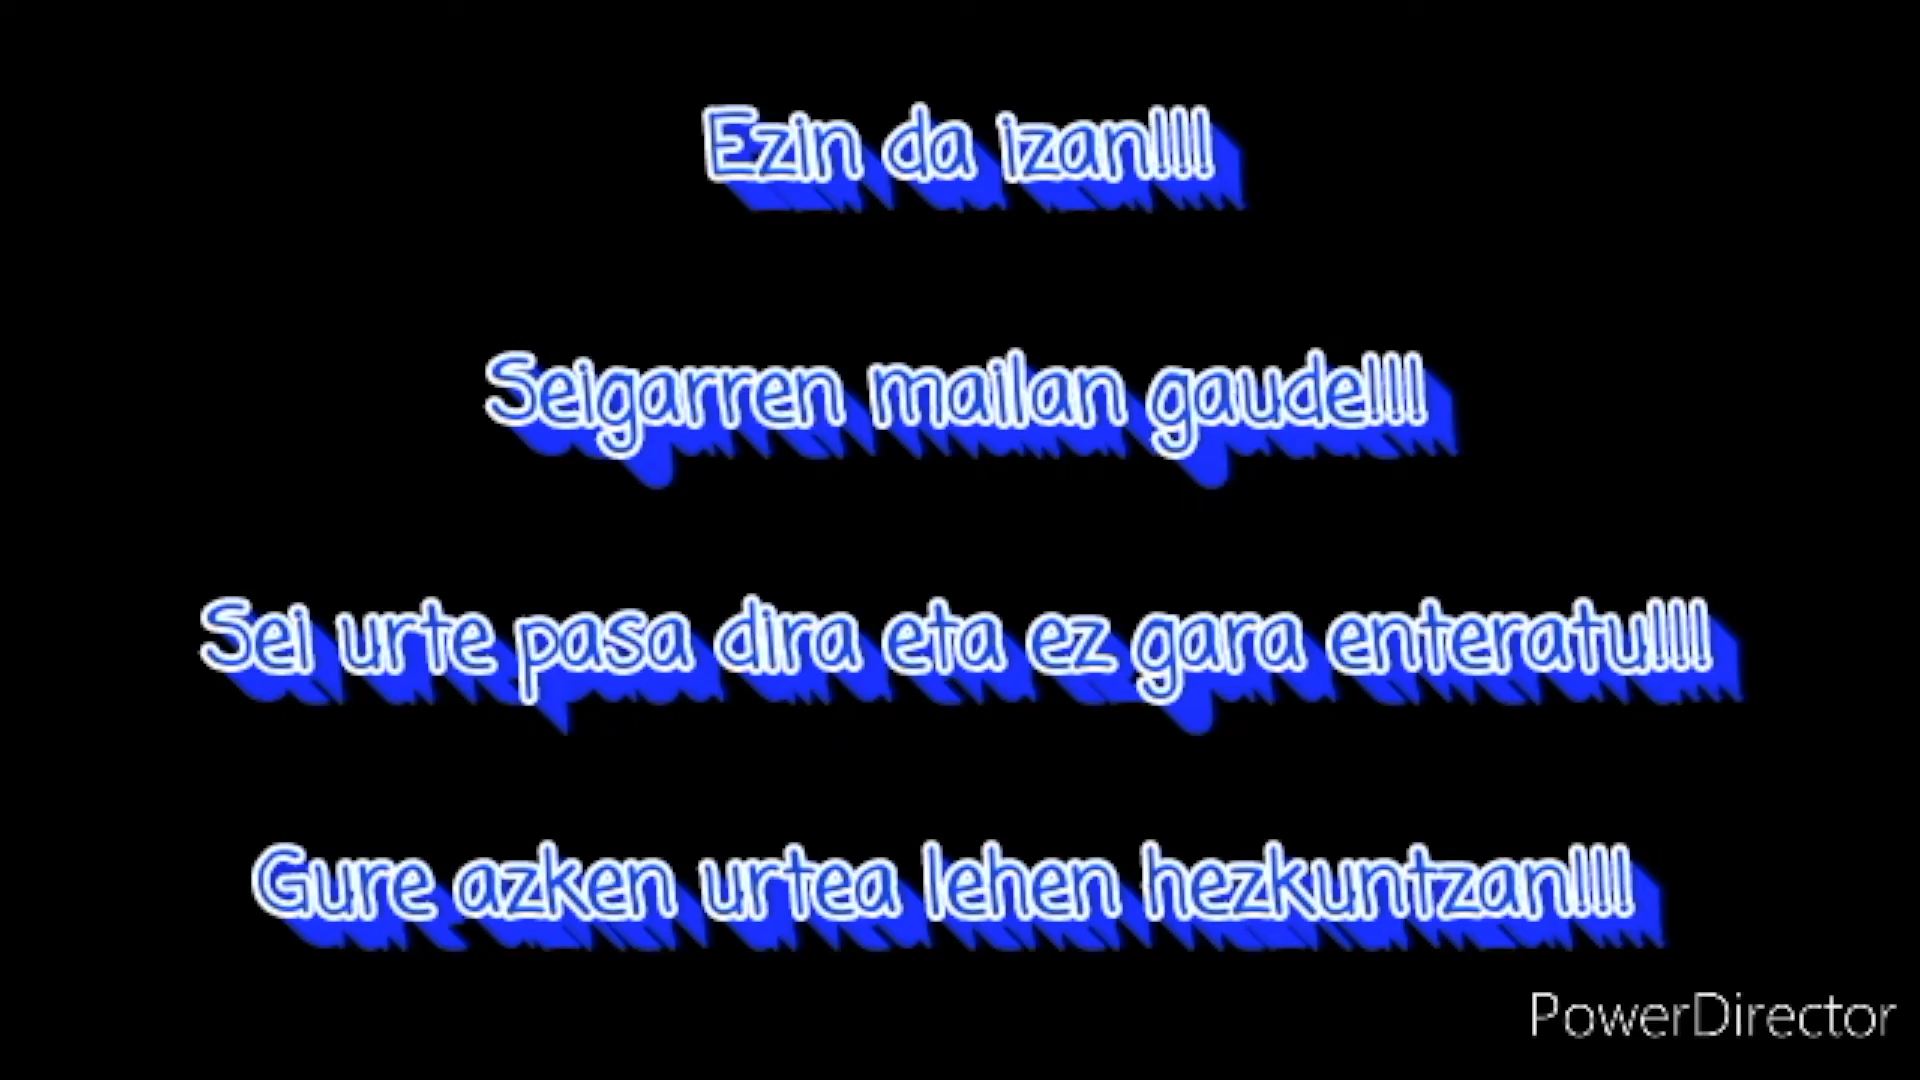 Ezin da izan!!!!
Seigarren mailan gaude!!!!
Sei urte pasa dira eta ez gara enteratu!!!!
Gure azken urtea lehen hezkuntzan!!!!
PowerDirector